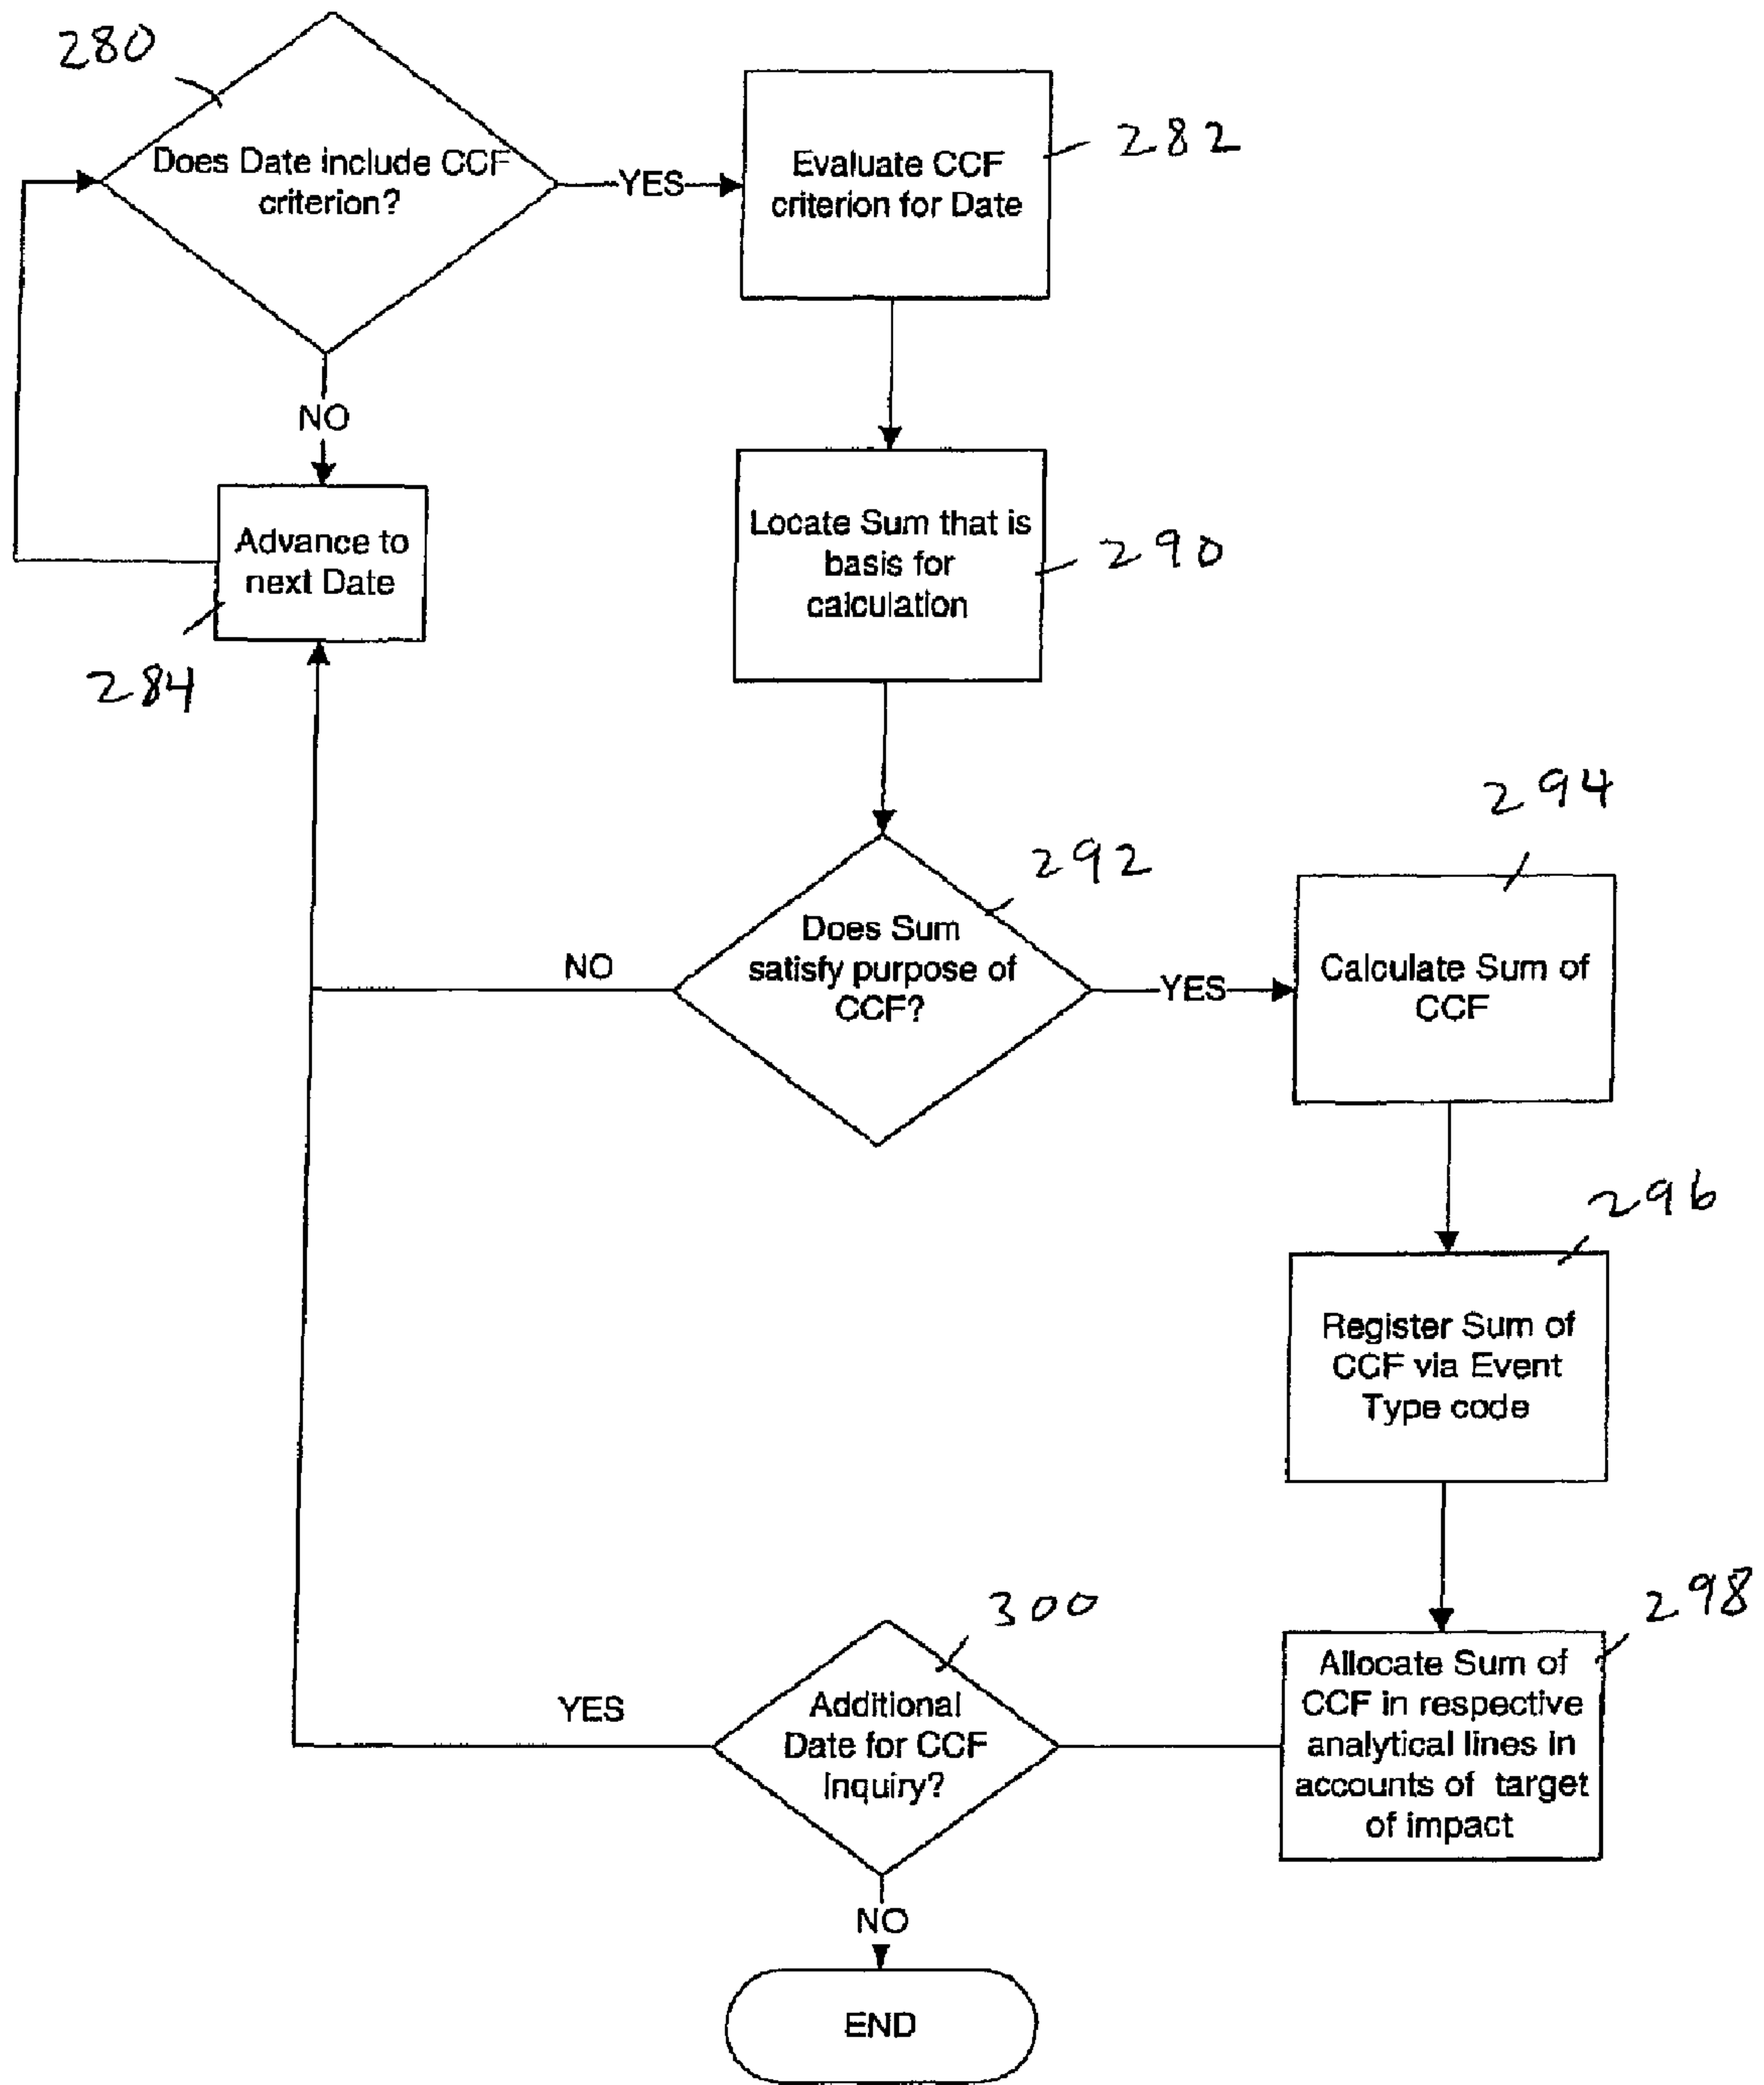 280
Does Date include CCF
criterion?
YES
Evaluate CCF
criterion for Date
282
NO
Advance to
next Date
284
Locate Sum that is
basis for
calculation
290
292
Does Sum
satisfy purpose of
CCF?
NO
YES
294
Calculate Sum of
CCF
296
Register Sum of
CCF via Event
Type code
298
Allocate Sum of
CCF in respective
analytical lines in
accounts of target
of impact
300
Additional
Date for CCF
Inquiry?
YES
NO
END